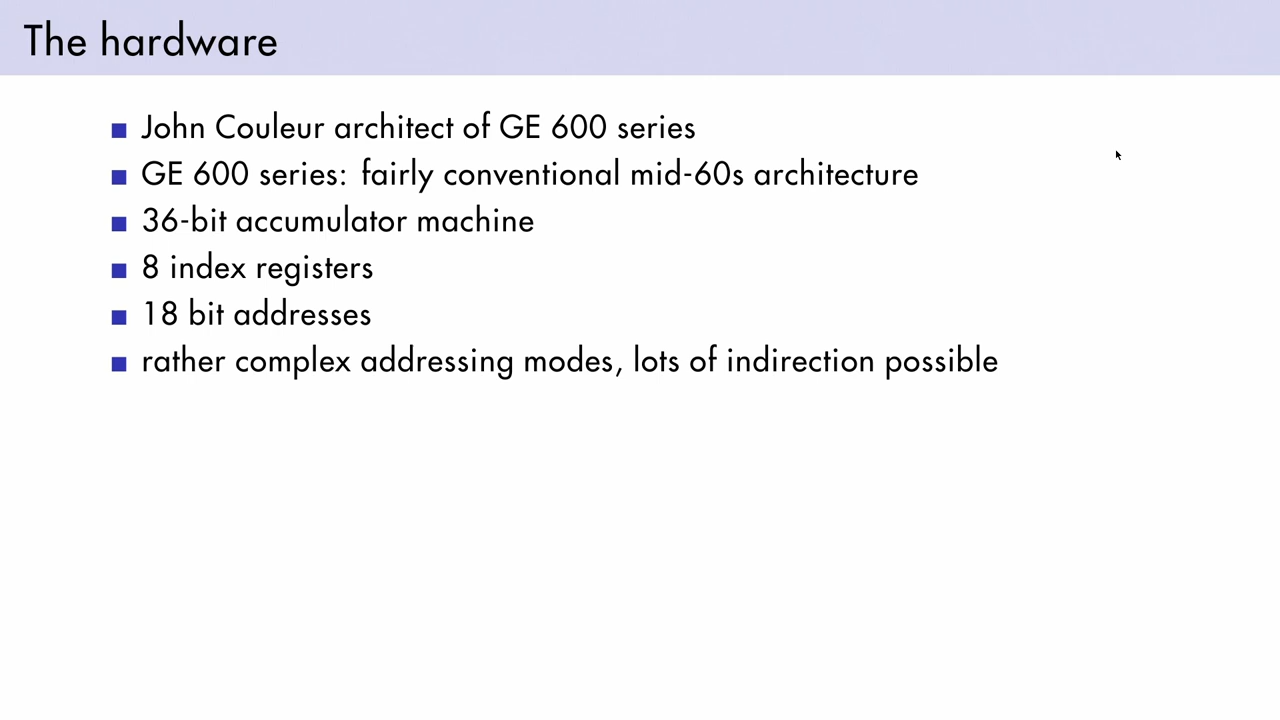 The hardware
John Couleur architect of GE 600 series
GE 600 series: fairly conventional mid-60s architecture
36-bit accumulator machine
8 index registers
18 bit addresses
rather complex addressing modes, lots of indirection possible